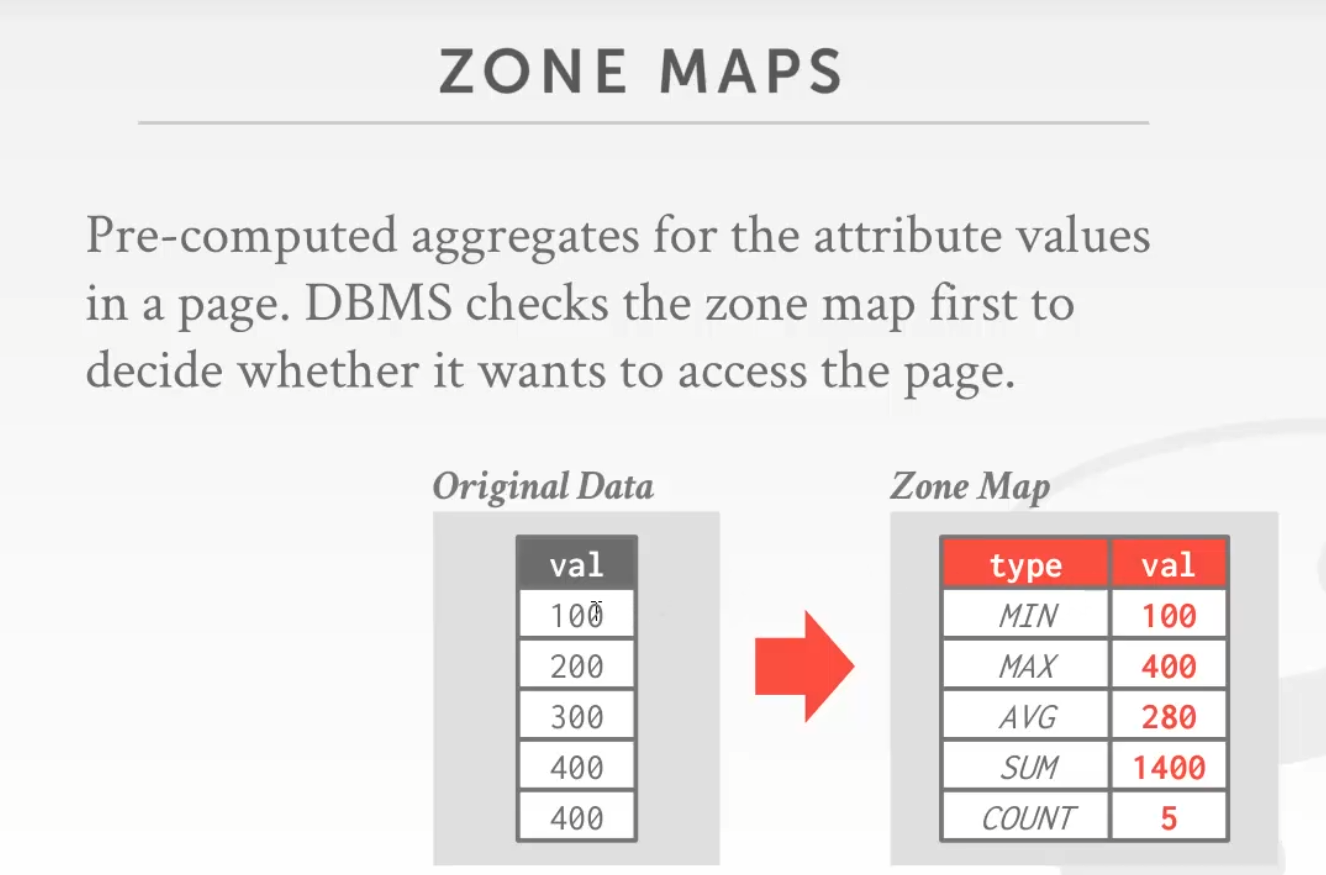 ZONE MAPS
Pre-computed aggregates for the attribute values
in a page. DBMS checks the zone map first to
decide whether it wants to access the page.
Original Data
val
100
200
300
400
400
Zone Map
type val
MIN 100
MAX 400
AVG 280
SUM 1400
COUNT 5